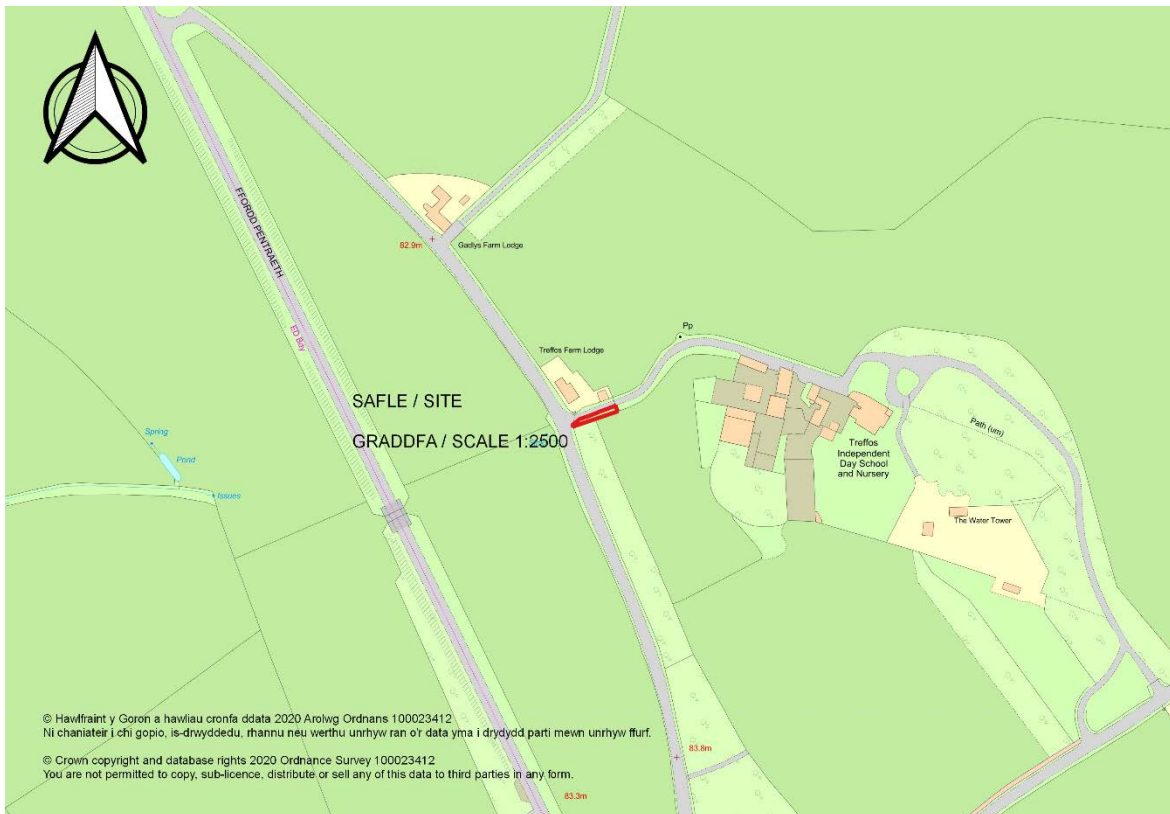 FFORDD PENTRAETH
ED Bdy
82.9m
Gadlys Farm Lodge
Pp
Treffos Farm Lodge
SAFLE / SITE
GRADDFA / SCALE 1:2500
Spring
Pond
Issues
Treffos
Independent
Day School
and Nursery
Path (um)
The Water Tower
© Hawlfraint y Goron a hawliau cronfa ddata 2020 Arolwg Ordnans 100023412
Ni chaniateir i chi gopio, is-drwyddedu, rhannu neu werthu unrhyw ran o'r data yma i drydydd parti mewn unrhyw ffurf.
© Crown copyright and database rights 2020 Ordnance Survey 100023412
You are not permitted to copy, sub-licence, distribute or sell any of this data to third parties in any form.
83.8m
83.3m